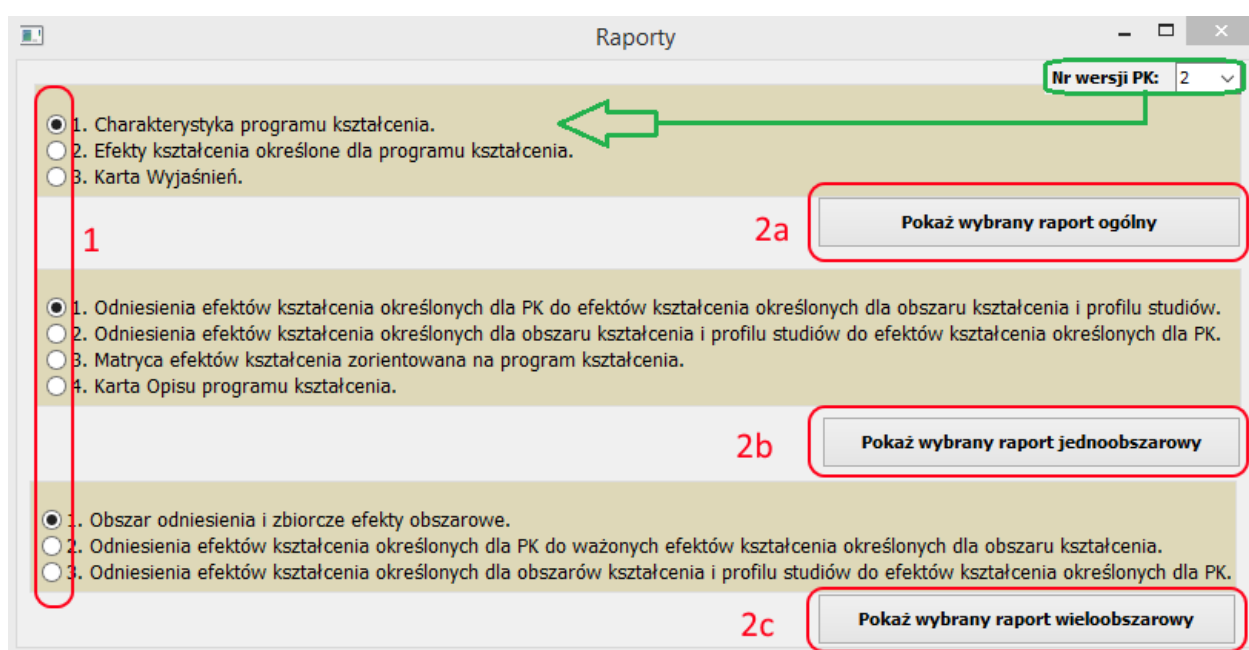 Raporty
Nr wersji PK: 2
1. Charakterystyka programu kształcenia.
2. Efekty kształcenia określone dla programu kształcenia.
3. Karta Wyjaśnień.
1
2a
Pokaż wybrany raport ogólny
1. Odniesienia efektów kształcenia określonych dla PK do efektów kształcenia określonych dla obszaru kształcenia i profilu studiów.
2. Odniesienia efektów kształcenia określonych dla obszaru kształcenia i profilu studiów do efektów kształcenia określonych dla PK.
3. Matryca efektów kształcenia zorientowana na program kształcenia.
4. Karta Opisu programu kształcenia.
2b
Pokaż wybrany raport jednoobszarowy
1. Obszar odniesienia i zbiorcze efekty obszarowe.
2. Odniesienia efektów kształcenia określonych dla PK do ważonych efektów kształcenia określonych dla obszaru kształcenia.
3. Odniesienia efektów kształcenia określonych dla obszarów kształcenia i profilu studiów do efektów kształcenia określonych dla PK.
2c
Pokaż wybrany raport wieloobszarowy